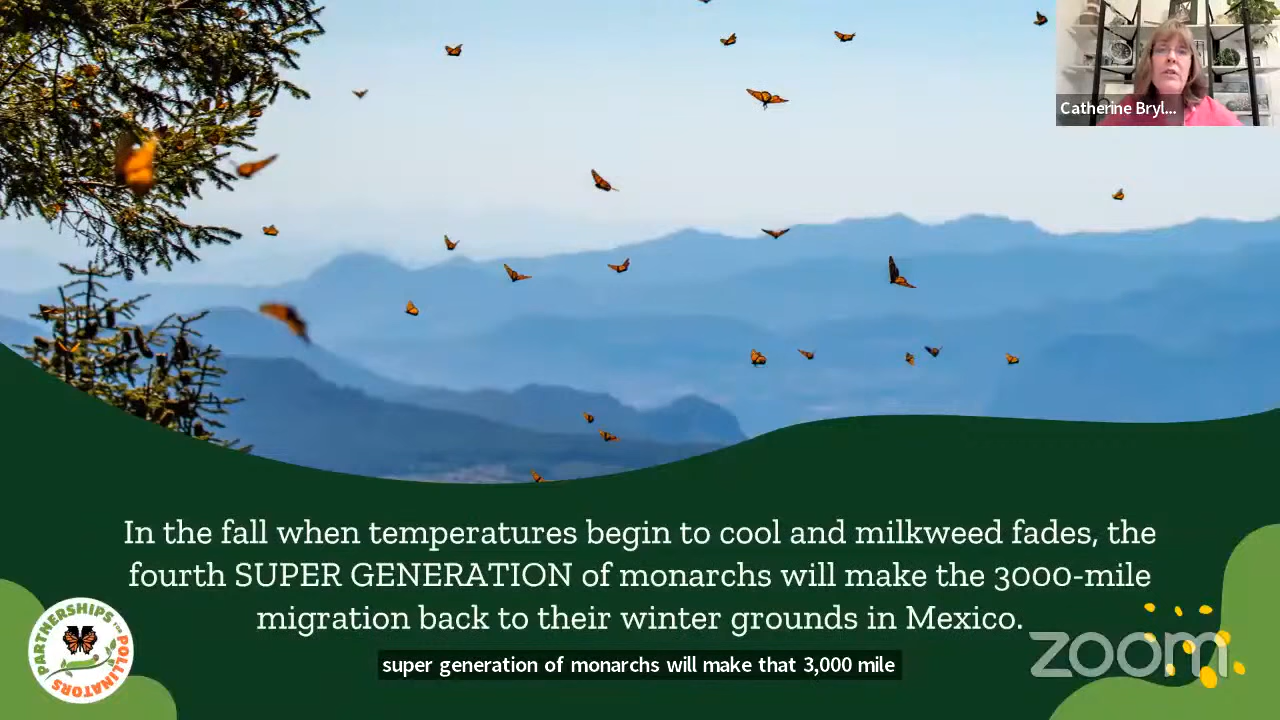 Catherine Bryl...
In the fall when temperatures begin to cool and milkweed fades, the
fourth SUPER GENERATION of monarchs will make the 3000-mile
migration back to their winter grounds in Mexico.
PARTNERSHIPS FOR POLLINATORS
zoom
super generation of monarchs will make that 3,000 mile